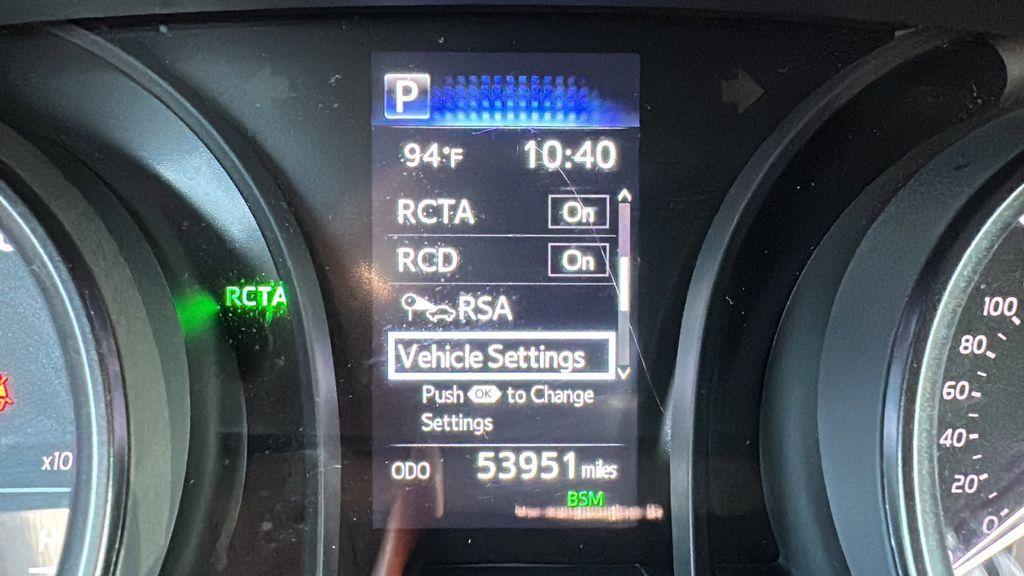 P
94°F 10:40
RCTA On
RCD On
RSA
Vehicle Settings
Push OK to Change
Settings
ODO 53951 miles
BSM
RCTA
x10
H
100
80
60
40
20
0